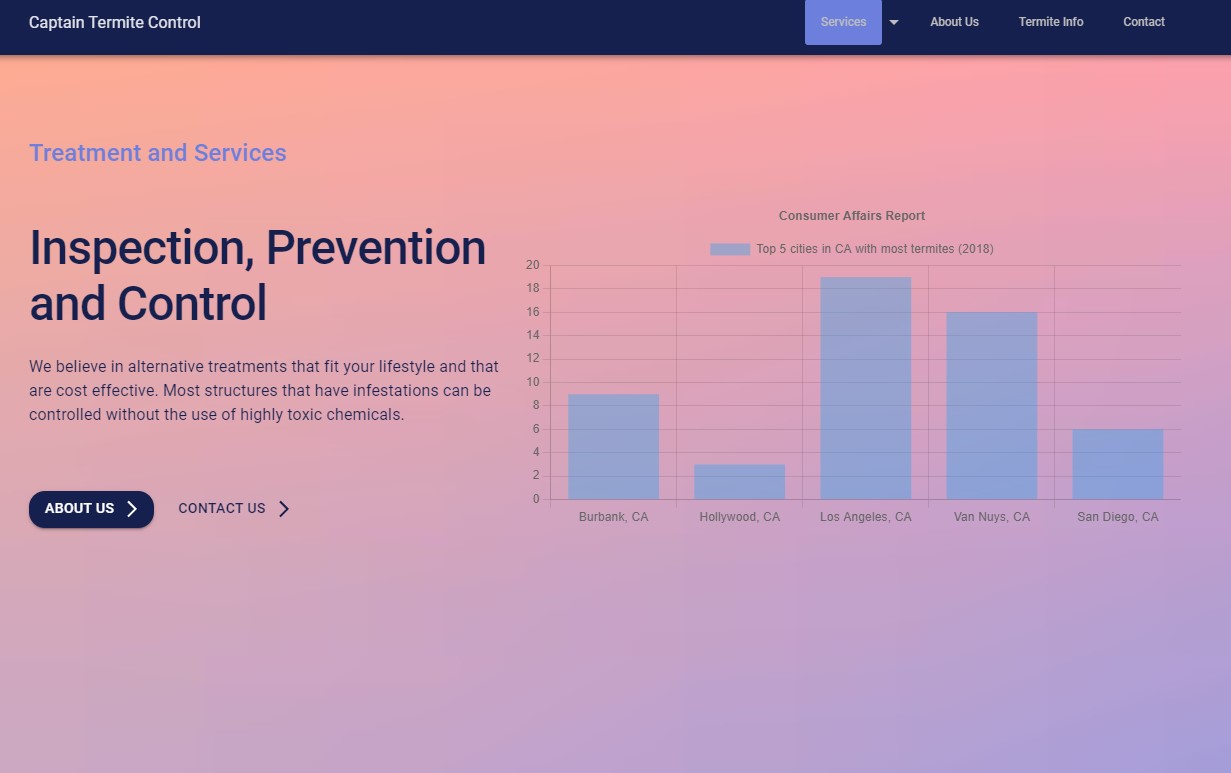 Captain Termite Control
Services
About Us
Termite Info
Contact
Treatment and Services
Inspection, Prevention
and Control
We believe in alternative treatments that fit your lifestyle and that
are cost effective. Most structures that have infestations can be
controlled without the use of highly toxic chemicals.
ABOUT US
CONTACT US
Consumer Affairs Report
Top 5 cities in CA with most termites (2018)
20
18
16
14
12
10
8
6
4
2
0
Burbank, CA
Hollywood, CA
Los Angeles, CA
Van Nuys, CA
San Diego, CA